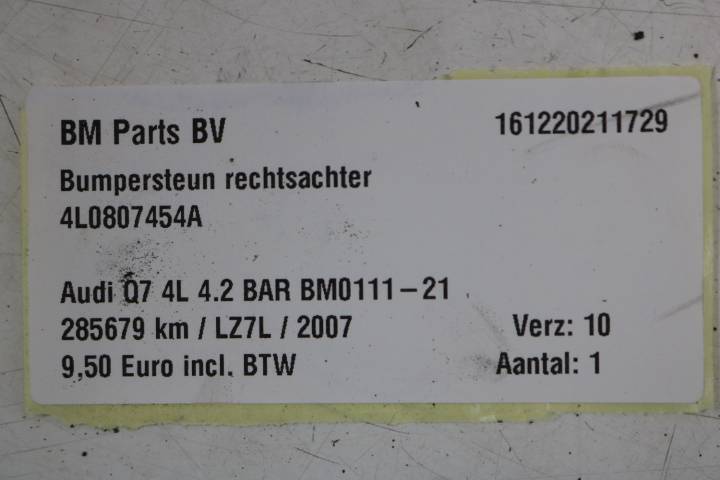 BM Parts BV 161220211729
Bumpersteun rechtsachter
4L0807454A
Audi Q7 4L 4.2 BAR BM0111-21
285679 km / LZ7L / 2007 Verz: 10
9,50 Euro incl. BTW Aantal: 1